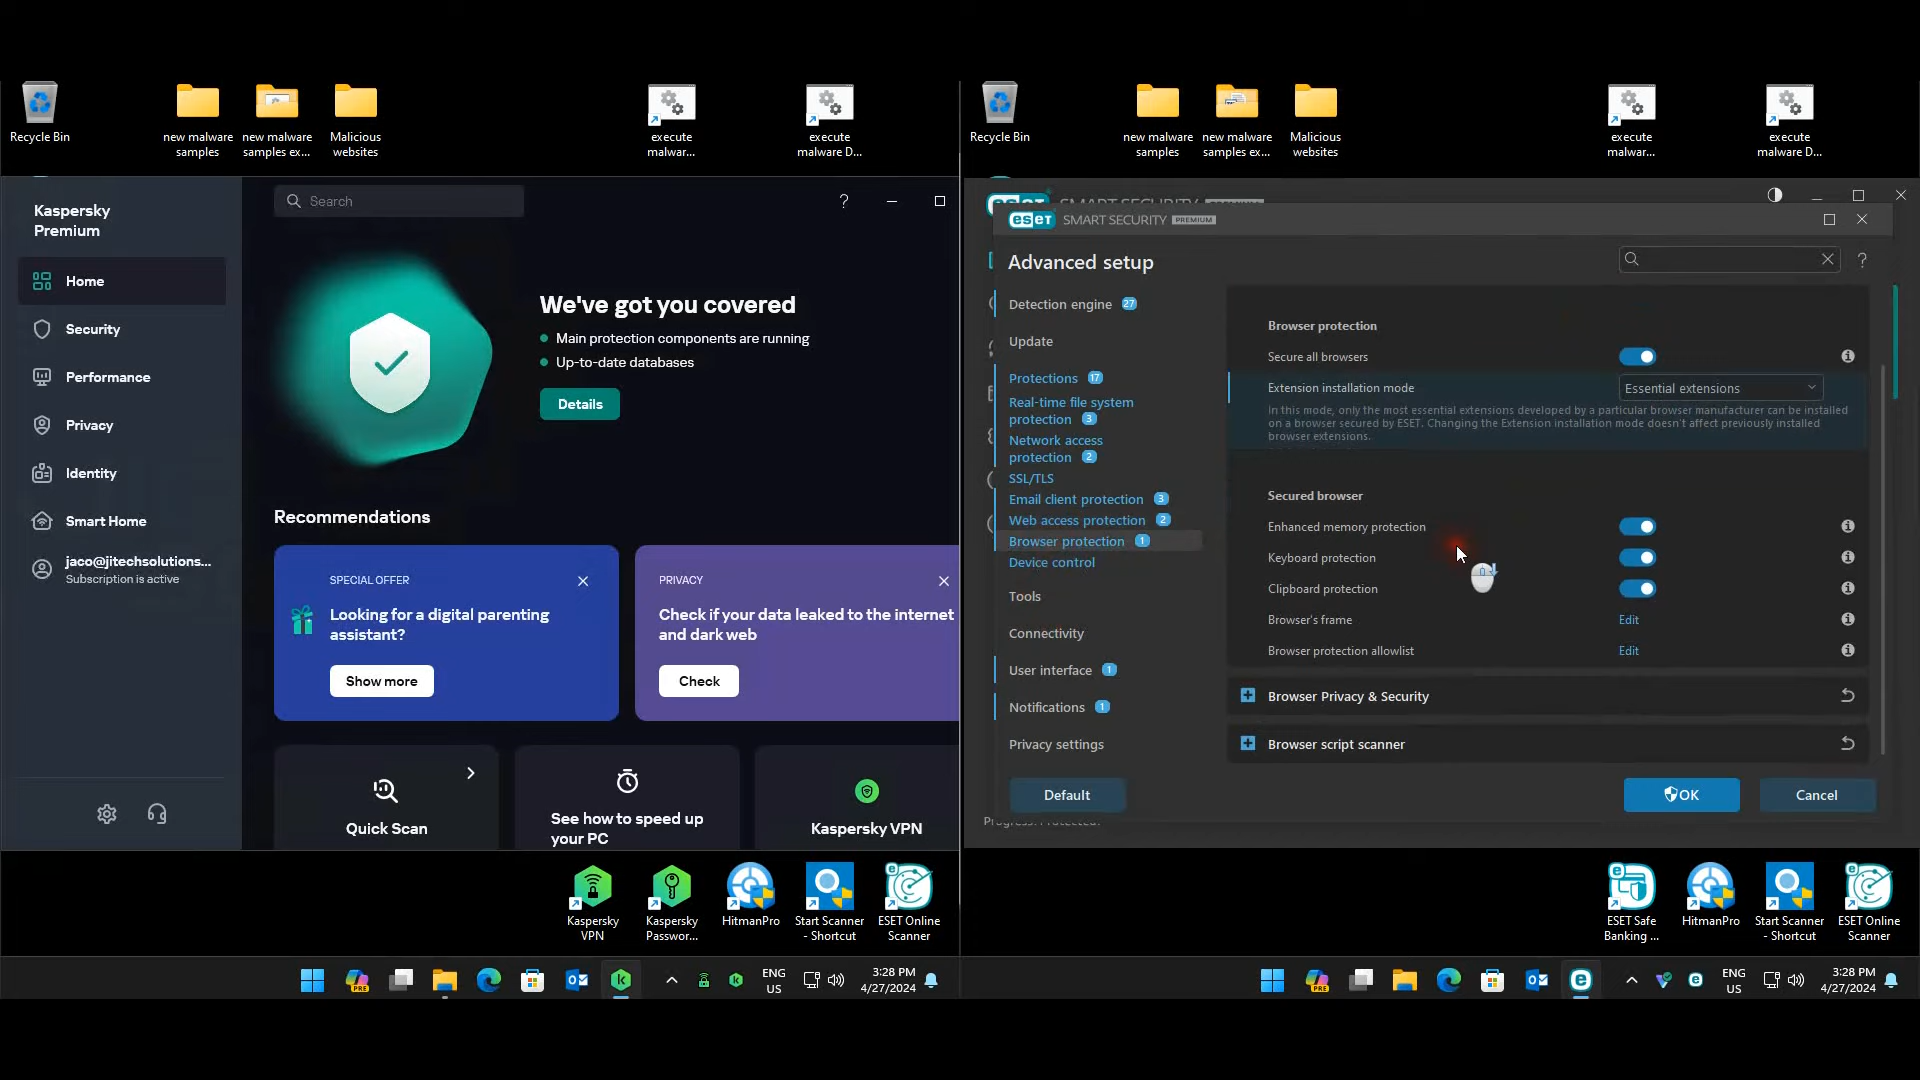 Recycle Bin
new malware
samples
new malware
samples ex...
Malicious
websites
execute
malwar...
execute
malware D...
Kaspersky
Premium
Home
Security
Performance
Privacy
Identity
Smart Home
jaco@jitechsolutions...
Subscription is active
Search
?
We've got you covered
Main protection components are running
Up-to-date databases
Details
Recommendations
SPECIAL OFFER
Looking for a digital parenting
assistant?
Show more
PRIVACY
Check if your data leaked to the internet
and dark web
Check
Quick Scan
See how to speed up
your PC
Kaspersky VPN
Kaspersky
VPN
Kaspersky
Passwor...
HitmanPro
Start Scanner
- Shortcut
ESET Online
Scanner
ENG
US
3:28 PM
4/27/2024
Recycle Bin
new malware
samples
new malware
samples ex...
Malicious
websites
execute
malwar...
execute
malware D...
eseT SMART SECURITY PREMIUM
Advanced setup
?
Detection engine 27
Update
Protections 17
Real-time file system
protection 3
Network access
protection 2
SSL/TLS
Email client protection 3
Web access protection 2
Browser protection 1
Device control
Tools
Connectivity
User interface 1
Notifications 1
Privacy settings
Default
Browser protection
Secure all browsers
Extension installation mode
Essential extensions
In this mode, only the most essential extensions developed by a particular browser manufacturer can be installed
on a browser secured by ESET. Changing the Extension installation mode doesn't affect previously installed
browser extensions.
Secured browser
Enhanced memory protection
Keyboard protection
Clipboard protection
Browser's frame Edit
Browser protection allowlist Edit
Browser Privacy & Security
Browser script scanner
OK
Cancel
ESET Safe
Banking ...
HitmanPro
Start Scanner
- Shortcut
ESET Online
Scanner
ENG
US
3:28 PM
4/27/2024